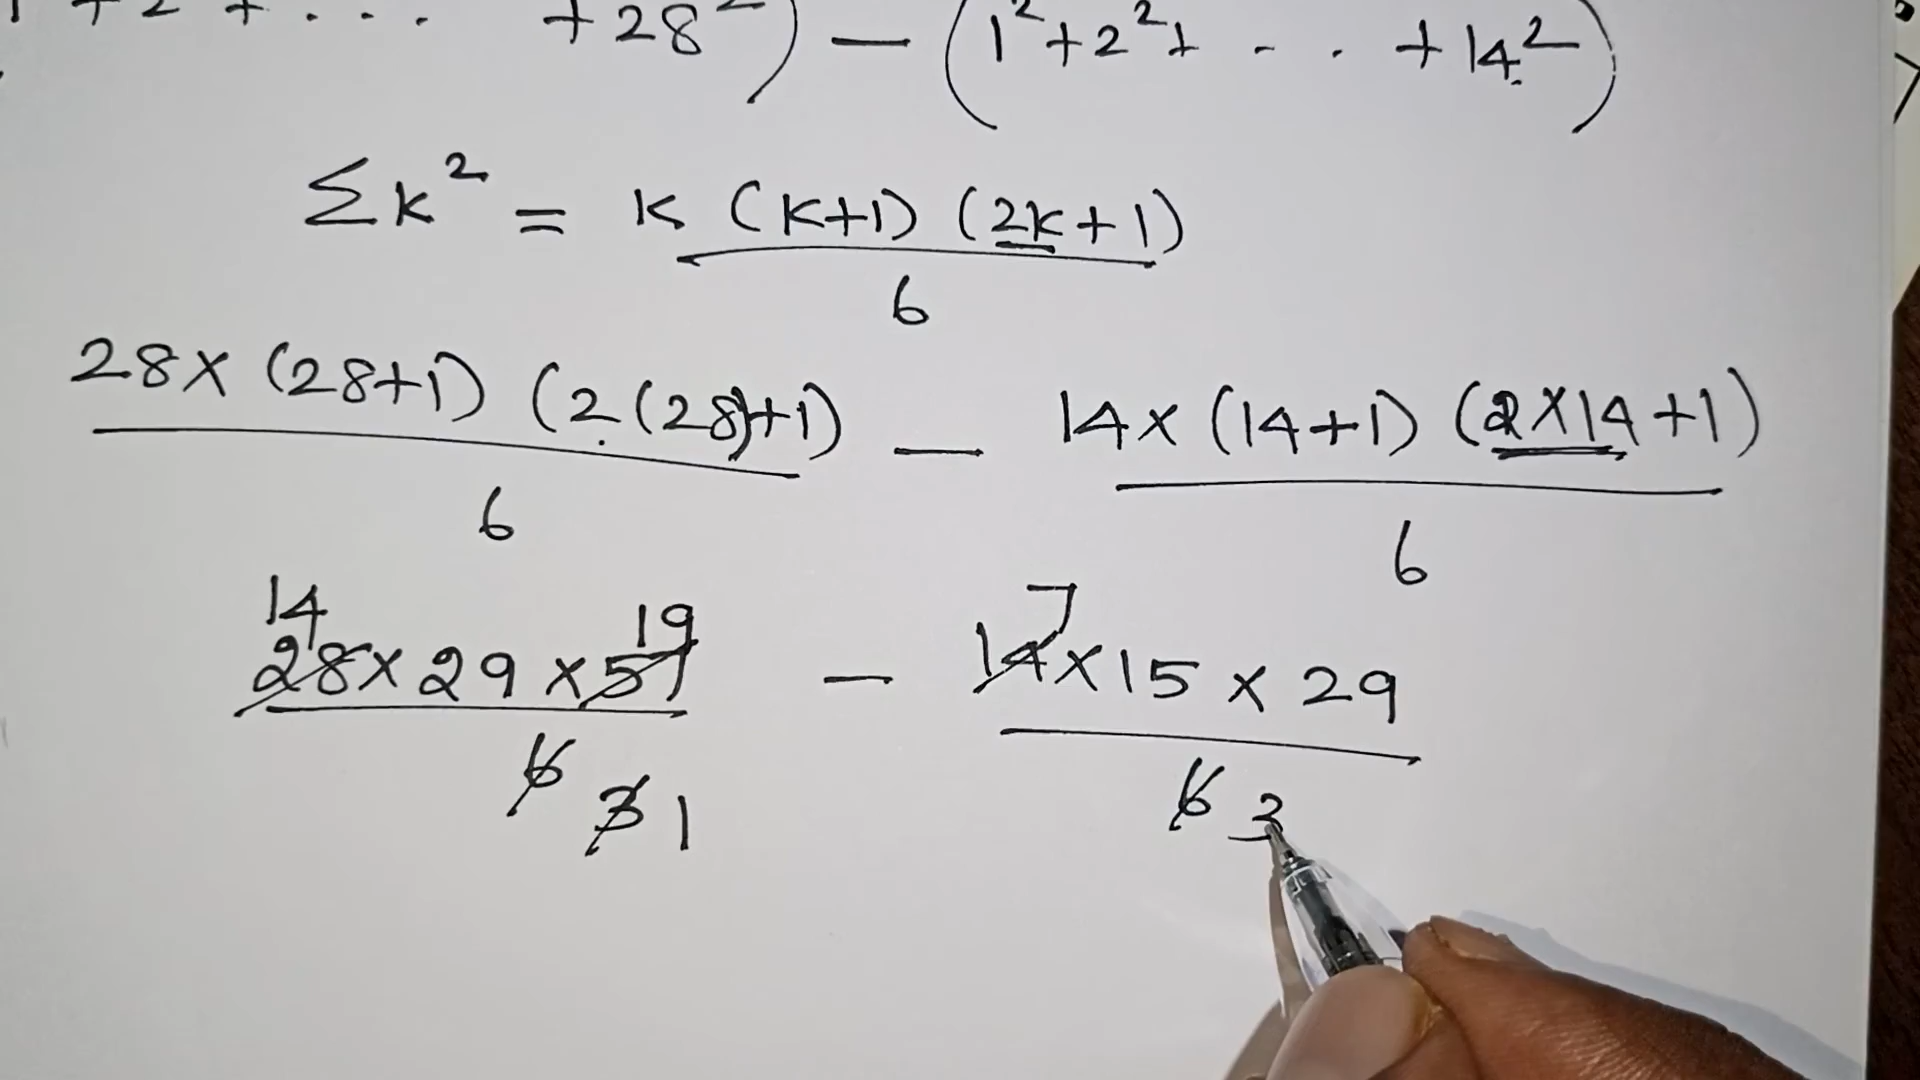 + 2 + . . . + 28²) − (1² + 2² + . . . + 14²)
Σk² = k (k+1) (2k+1)
6
28× (28+1) (2(28)+1) − 14× (14+1) (2×14+1)
6 6
14 19 7
28×29×57 − 14×15×29
6 3 1 6 3